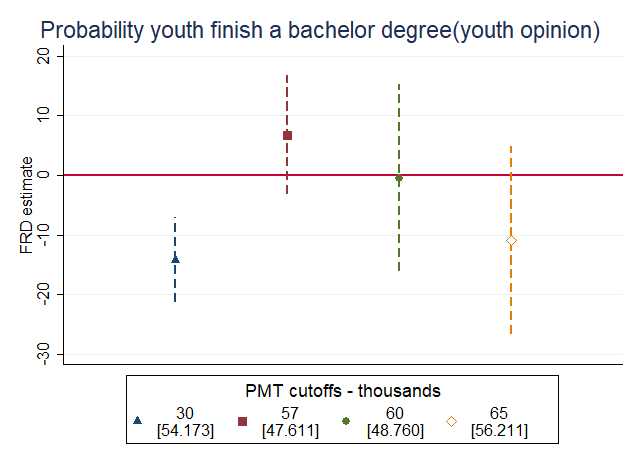 Probability youth finish a bachelor degree(youth opinion)
20
10
0
-10
-20
-30
FRD estimate
PMT cutoffs - thousands
30 57 60 65
[54.173] [47.611] [48.760] [56.211]